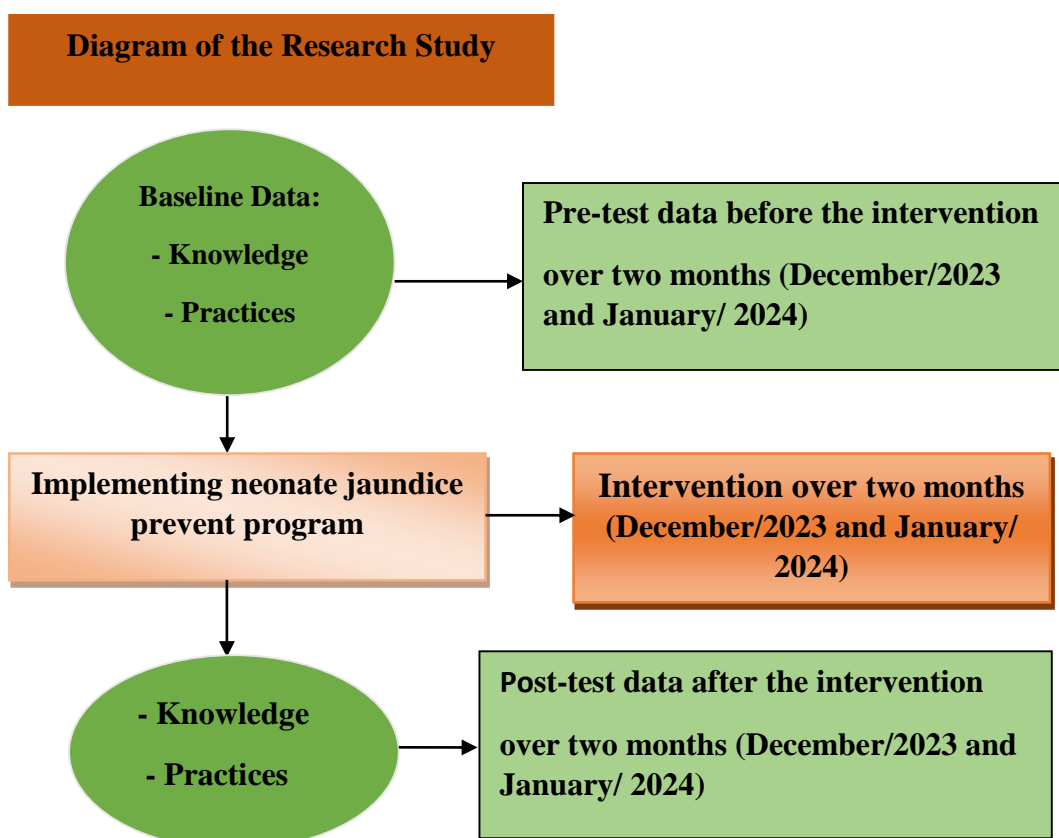 Diagram of the Research Study
Baseline Data:
- Knowledge
- Practices
Pre-test data before the intervention
over two months (December/2023
and January/ 2024)
Implementing neonate jaundice
prevent program
Intervention over two months
(December/2023 and January/
2024)
- Knowledge
- Practices
Post-test data after the intervention
over two months (December/2023 and
January/ 2024)